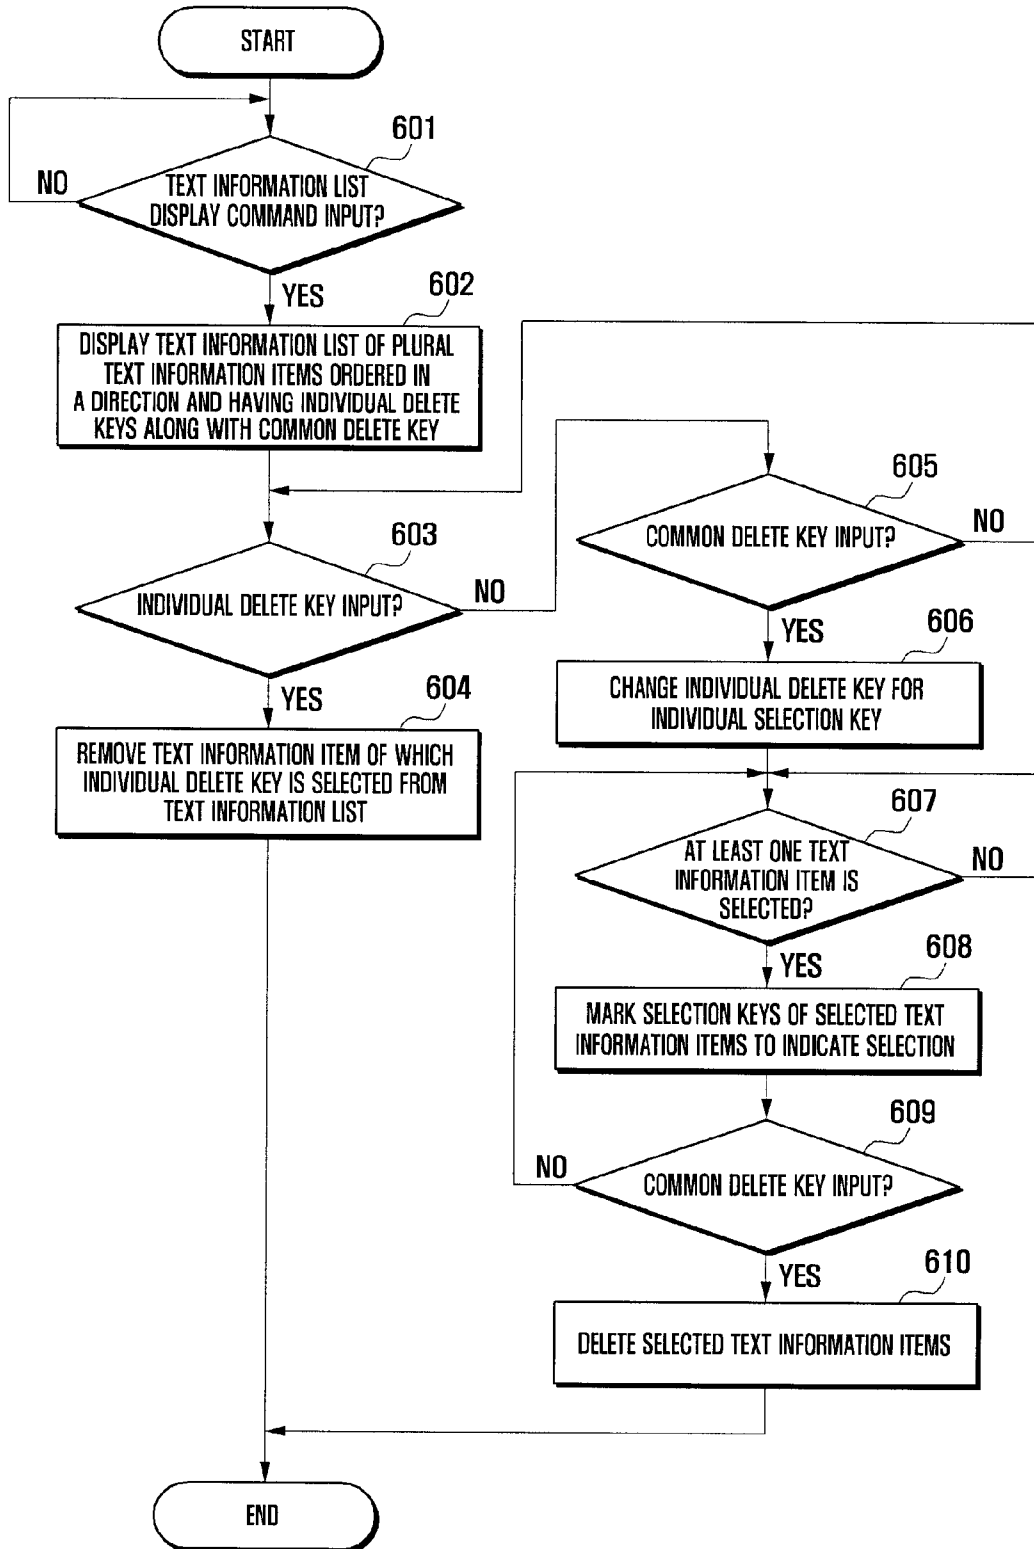 START
601
NO
TEXT INFORMATION LIST
DISPLAY COMMAND INPUT?
YES
602
DISPLAY TEXT INFORMATION LIST OF PLURAL
TEXT INFORMATION ITEMS ORDERED IN
A DIRECTION AND HAVING INDIVIDUAL DELETE
KEYS ALONG WITH COMMON DELETE KEY
603
INDIVIDUAL DELETE KEY INPUT?
NO
YES
604
REMOVE TEXT INFORMATION ITEM OF WHICH
INDIVIDUAL DELETE KEY IS SELECTED FROM
TEXT INFORMATION LIST
605
COMMON DELETE KEY INPUT?
NO
YES
606
CHANGE INDIVIDUAL DELETE KEY FOR
INDIVIDUAL SELECTION KEY
607
AT LEAST ONE TEXT
INFORMATION ITEM IS
SELECTED?
NO
YES
608
MARK SELECTION KEYS OF SELECTED TEXT
INFORMATION ITEMS TO INDICATE SELECTION
609
NO
COMMON DELETE KEY INPUT?
YES
610
DELETE SELECTED TEXT INFORMATION ITEMS
END